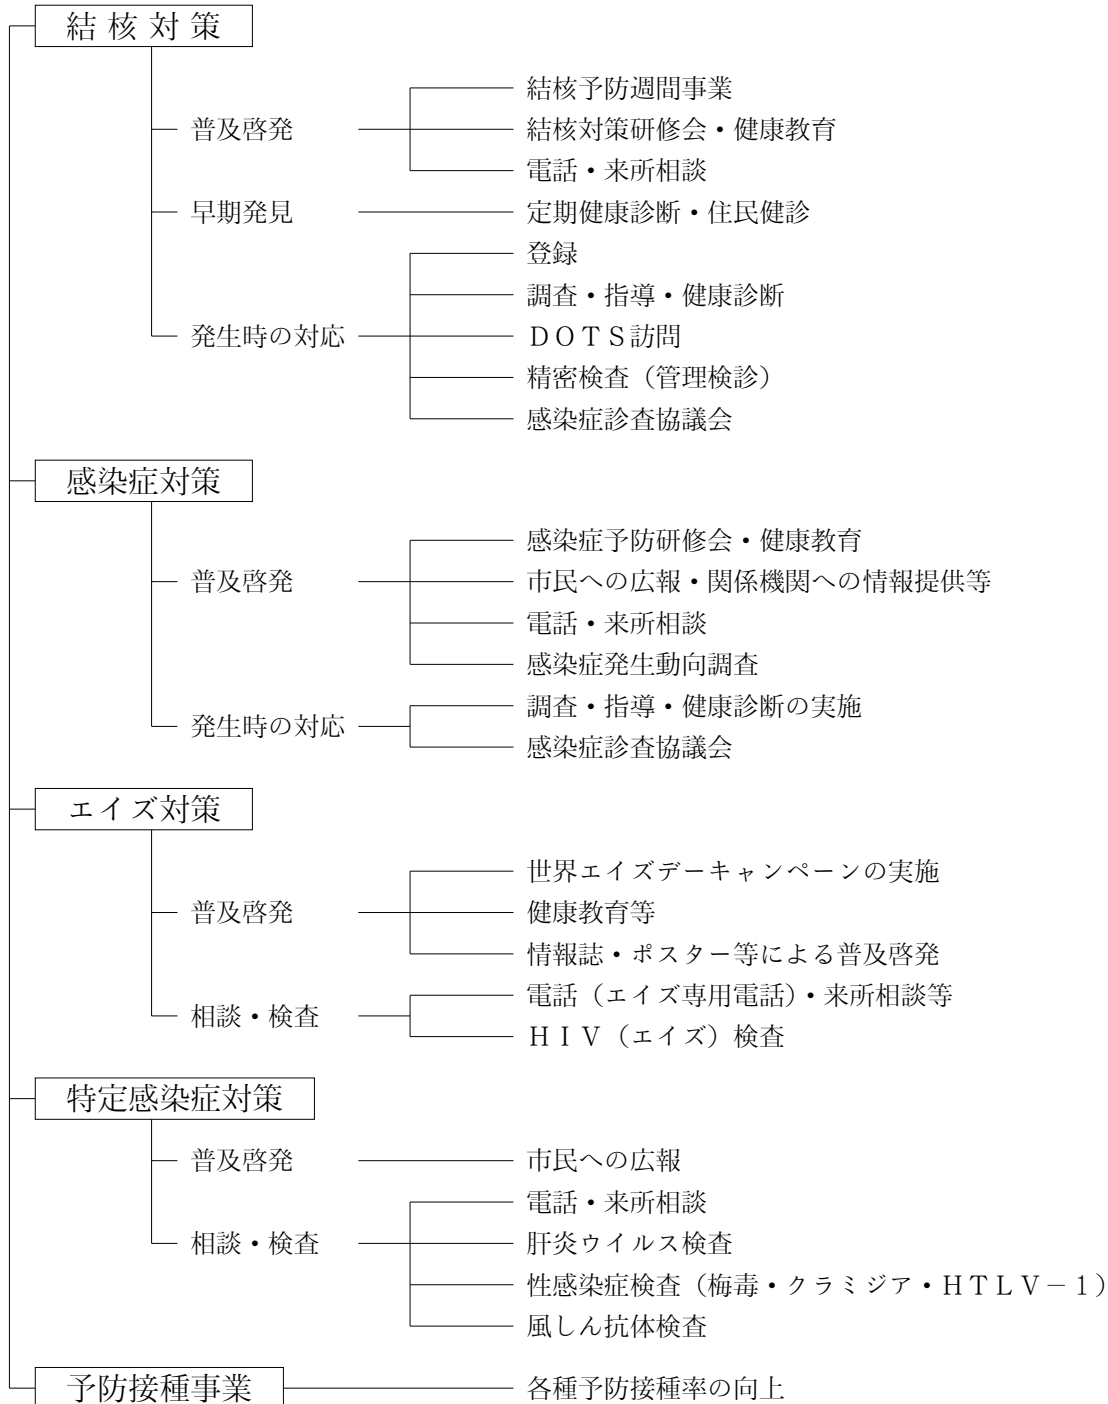 結核対策
結核予防週間事業
普及啓発 結核対策研修会・健康教育
電話・来所相談
早期発見 定期健康診断・住民健診
登録
調査・指導・健康診断
発生時の対応 ＤＯＴＳ訪問
精密検査（管理検診）
感染症診査協議会
感染症対策
感染症予防研修会・健康教育
普及啓発 市民への広報・関係機関への情報提供等
電話・来所相談
感染症発生動向調査
調査・指導・健康診断の実施
発生時の対応
感染症診査協議会
エイズ対策
世界エイズデーキャンペーンの実施
普及啓発 健康教育等
情報誌・ポスター等による普及啓発
電話（エイズ専用電話）・来所相談等
相談・検査
ＨＩＶ（エイズ）検査
特定感染症対策
普及啓発 市民への広報
電話・来所相談
相談・検査 肝炎ウイルス検査
性感染症検査（梅毒・クラミジア・ＨＴＬＶ－１）
風しん抗体検査
予防接種事業 各種予防接種率の向上